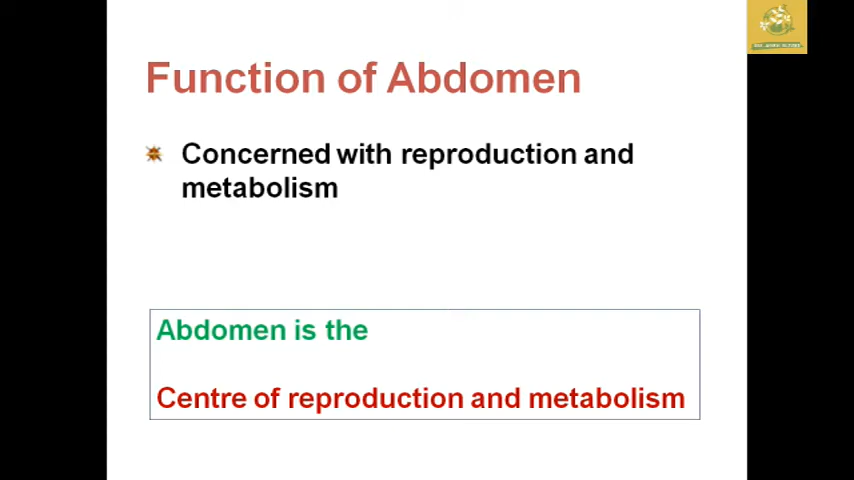 Function of Abdomen
Concerned with reproduction and
metabolism
Abdomen is the
Centre of reproduction and metabolism